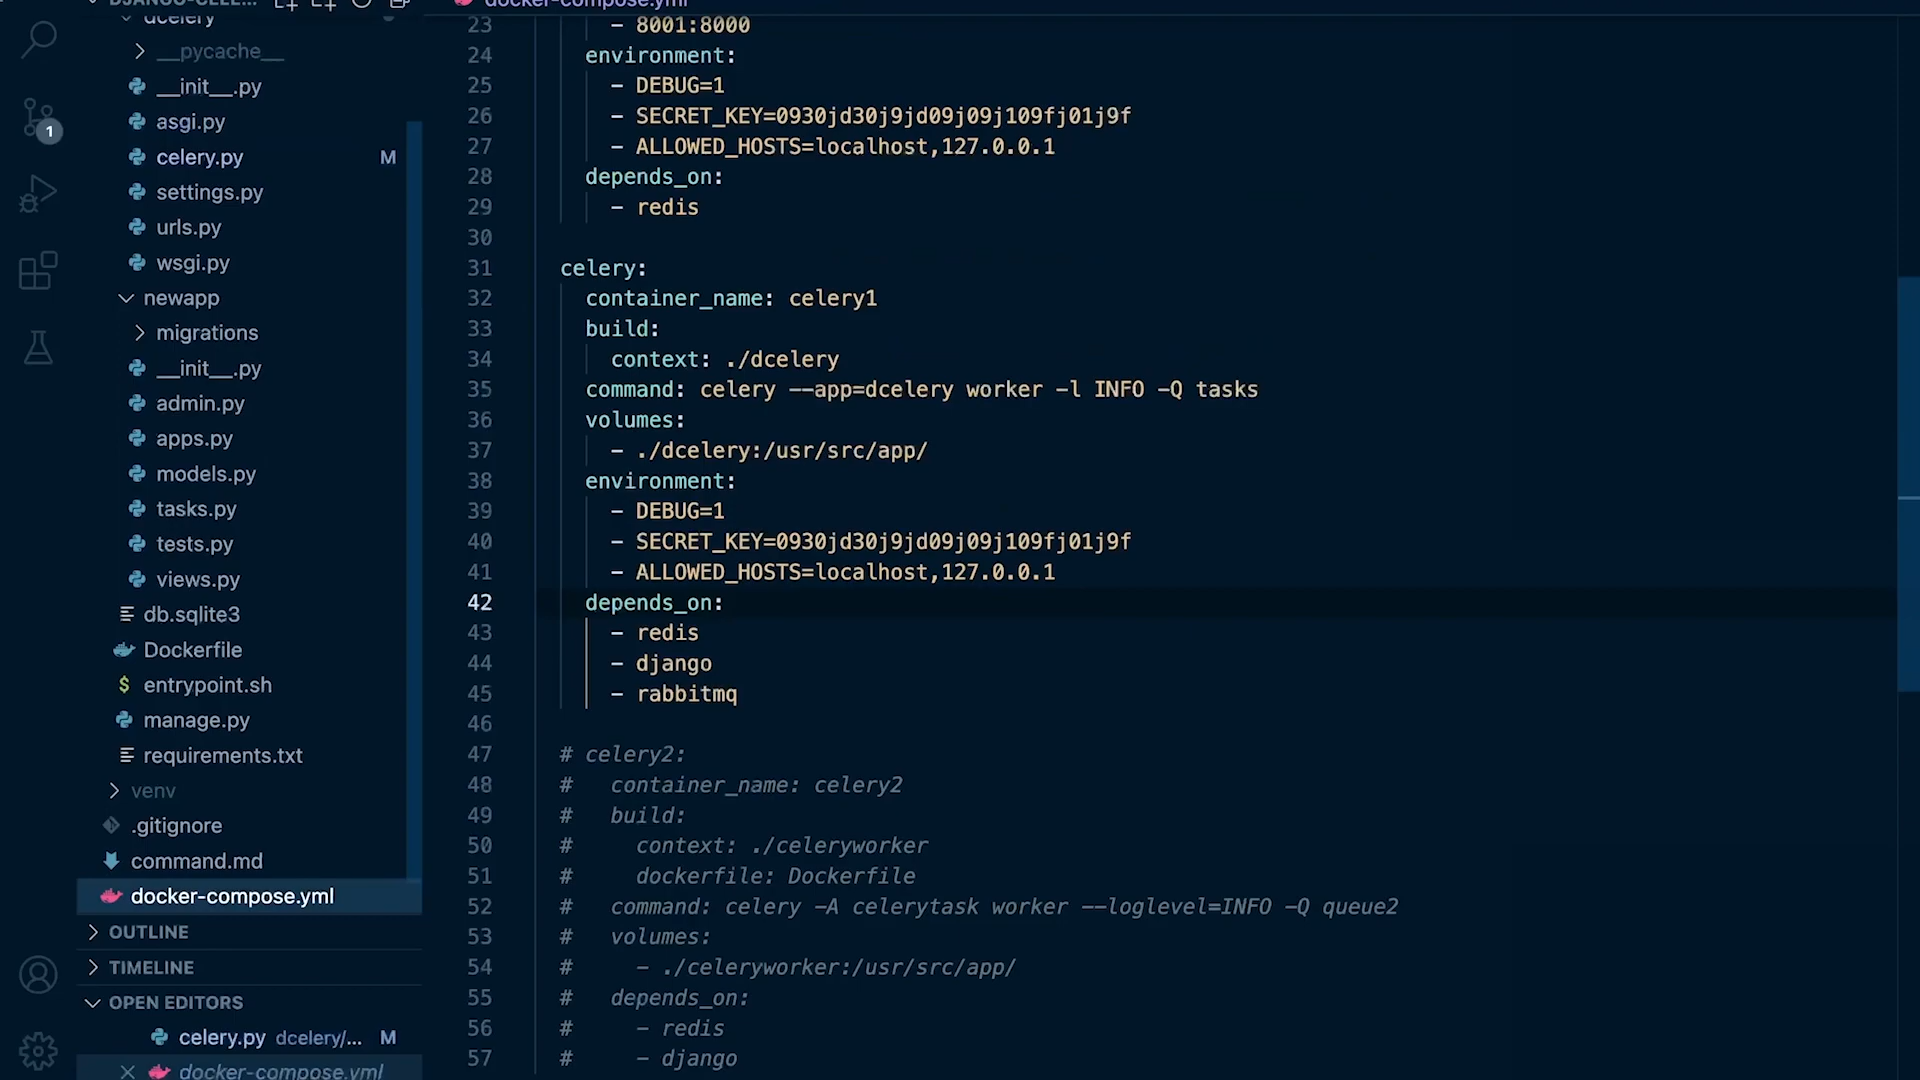 DJANGO-CELE...
docker-compose.yml
dcelery
__pycache__
__init__.py
asgi.py
celery.py M
settings.py
urls.py
wsgi.py
newapp
migrations
__init__.py
admin.py
apps.py
models.py
tasks.py
tests.py
views.py
db.sqlite3
Dockerfile
$ entrypoint.sh
manage.py
requirements.txt
venv
.gitignore
command.md
docker-compose.yml
OUTLINE
TIMELINE
OPEN EDITORS
celery.py dcelery/... M
docker-compose.yml
1
23 - 8001:8000
24 environment:
25 - DEBUG=1
26 - SECRET_KEY=0930jd30j9jd09j09j109fj01j9f
27 - ALLOWED_HOSTS=localhost,127.0.0.1
28 depends_on:
29 - redis
30
31 celery:
32 container_name: celery1
33 build:
34 context: ./dcelery
35 command: celery --app=dcelery worker -l INFO -Q tasks
36 volumes:
37 - ./dcelery:/usr/src/app/
38 environment:
39 - DEBUG=1
40 - SECRET_KEY=0930jd30j9jd09j09j109fj01j9f
41 - ALLOWED_HOSTS=localhost,127.0.0.1
42 depends_on:
43 - redis
44 - django
45 - rabbitmq
46
47 # celery2:
48 # container_name: celery2
49 # build:
50 # context: ./celeryworker
51 # dockerfile: Dockerfile
52 # command: celery -A celerytask worker --loglevel=INFO -Q queue2
53 # volumes:
54 # - ./celeryworker:/usr/src/app/
55 # depends_on:
56 # - redis
57 # - django